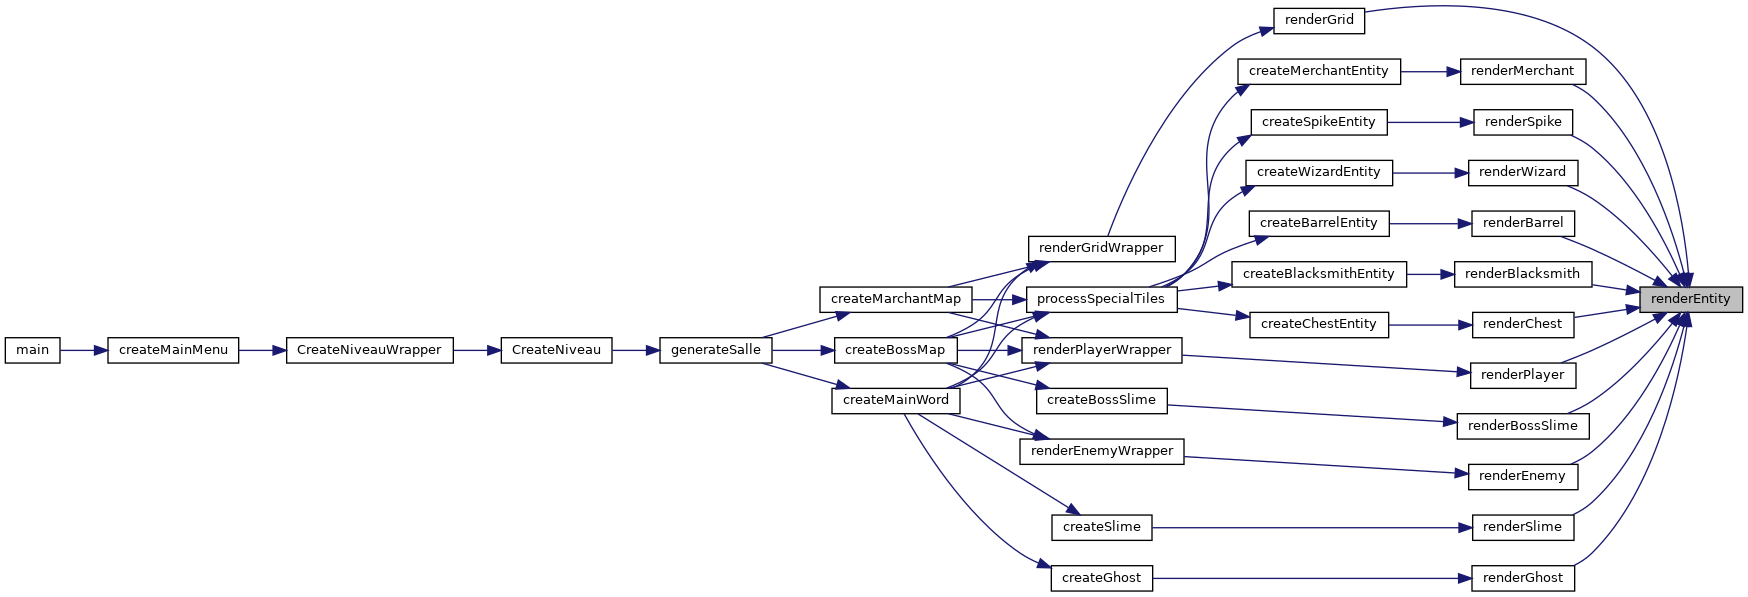 renderGrid
createMerchantEntity
renderMerchant
createSpikeEntity
renderSpike
createWizardEntity
renderWizard
createBarrelEntity
renderBarrel
renderGridWrapper
createBlacksmithEntity
renderBlacksmith
createMarchantMap
processSpecialTiles
renderEntity
createChestEntity
renderChest
main
createMainMenu
CreateNiveauWrapper
CreateNiveau
generateSalle
createBossMap
renderPlayerWrapper
renderPlayer
createMainWord
createBossSlime
renderBossSlime
renderEnemyWrapper
renderEnemy
createSlime
renderSlime
createGhost
renderGhost